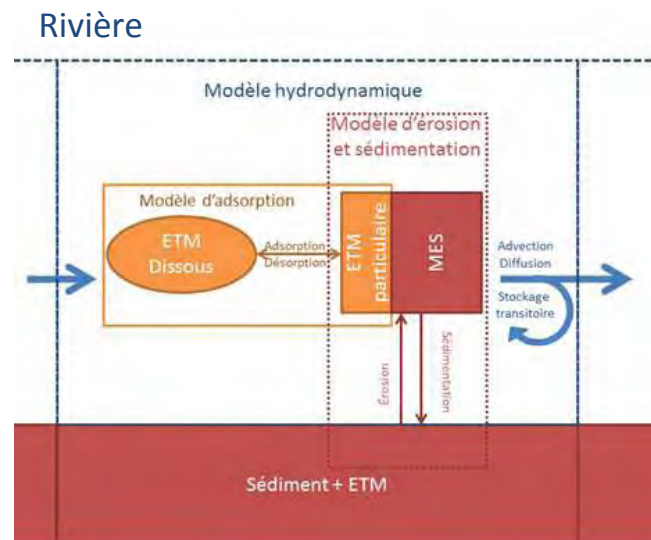 Rivière
Modèle hydrodynamique
Modèle d'érosion
et sédimentation
Modèle d'adsorption
ETM
Dissous
Adsorption
Désorption
ETM
particulaire
MES
Advection
Diffusion
Stockage
transitoire
Érosion
Sédimentation
Sédiment + ETM